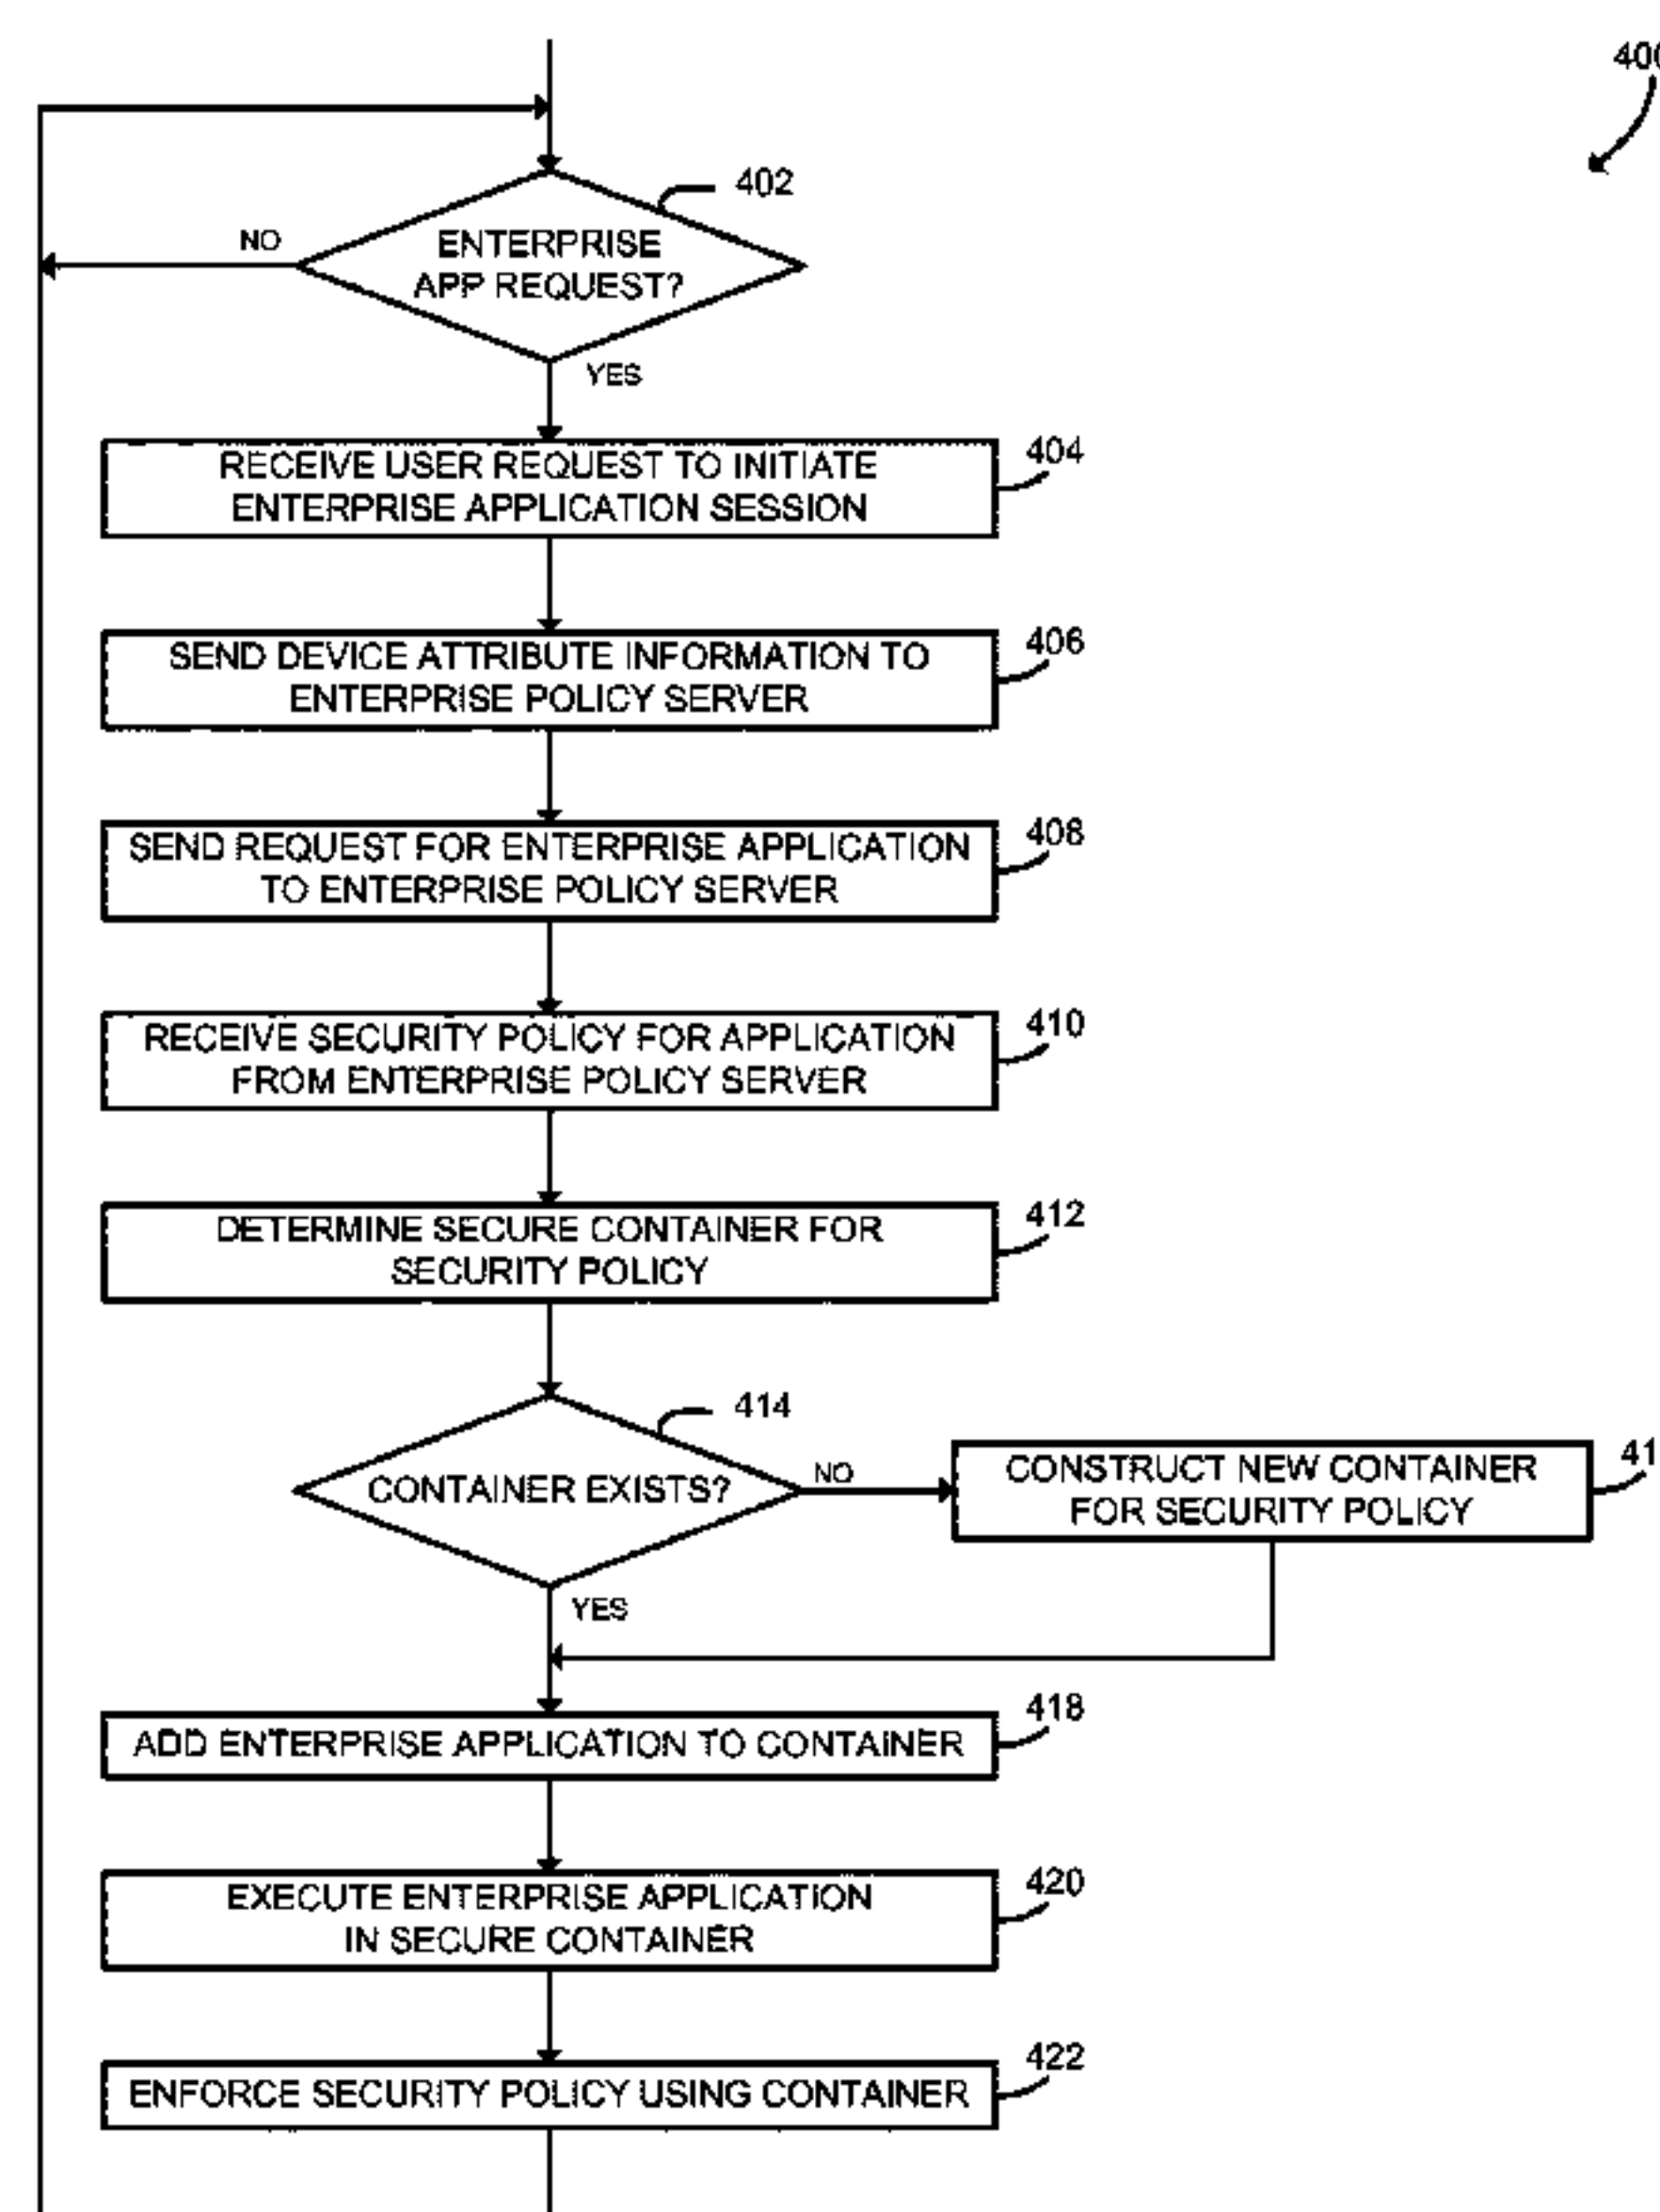 400
402
ENTERPRISE
APP REQUEST?
NO
YES
RECEIVE USER REQUEST TO INITIATE
ENTERPRISE APPLICATION SESSION
404
SEND DEVICE ATTRIBUTE INFORMATION TO
ENTERPRISE POLICY SERVER
406
SEND REQUEST FOR ENTERPRISE APPLICATION
TO ENTERPRISE POLICY SERVER
408
RECEIVE SECURITY POLICY FOR APPLICATION
FROM ENTERPRISE POLICY SERVER
410
DETERMINE SECURE CONTAINER FOR
SECURITY POLICY
412
414
CONTAINER EXISTS?
NO
CONSTRUCT NEW CONTAINER
FOR SECURITY POLICY
41
YES
ADD ENTERPRISE APPLICATION TO CONTAINER
418
EXECUTE ENTERPRISE APPLICATION
IN SECURE CONTAINER
420
ENFORCE SECURITY POLICY USING CONTAINER
422